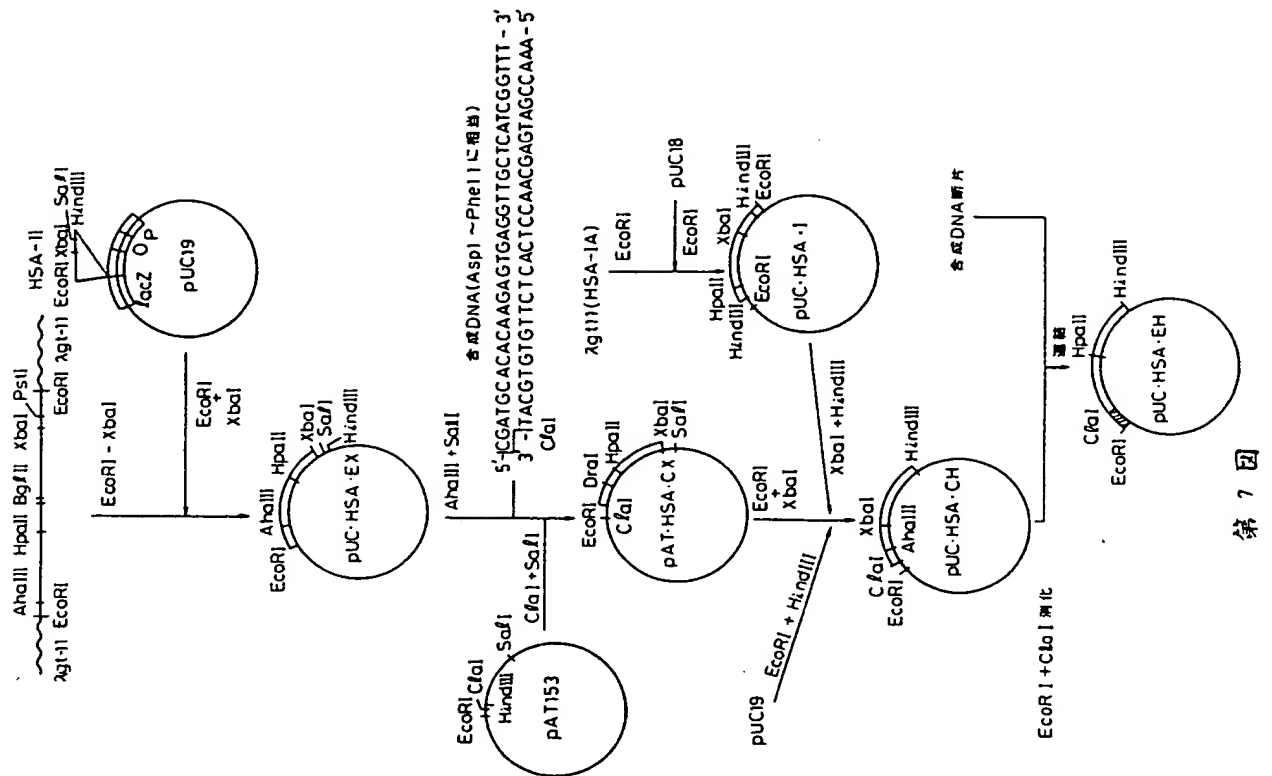 HSA-II
AhaIII HpaII BglII XbaI PstI
λgt-11 EcoRI EcoRI λgt-11
EcoRI XbaI SalI
HindIII
lacZ O P
pUC19
EcoRI - XbaI
EcoRI
+
XbaI
EcoRI AhaIII HpaII XbaI SalI HindIII
pUC·HSA·EX
AhaIII + SalI
合成DNA(Asp1 ~Phe11に相当)
5'-CGATGCACACAAGAGTGAGGTTGCTCATCGGTTT-3'
3'-TACGTGTGTTCTCACTCCAACGAGTAGCCAAA-5'
ClaI
EcoRI ClaI
HindIII SalI
pAT153
ClaI + SalI
EcoRI DraI HpaII XbaI SalI
ClaI
pAT·HSA·CX
λgt11(HSA-IA)
EcoRI
pUC18
EcoRI
HpaII XbaI HindIII
HindIII EcoRI EcoRI
pUC·HSA·I
EcoRI
+
XbaI
XbaI + HindIII
pUC19
EcoRI + HindIII
ClaI XbaI
EcoRI AhaIII HindIII
pUC·HSA·CH
EcoRI + ClaI 消化
合成DNA断片
連結
ClaI HpaII
EcoRI HindIII
pUC·HSA·EH
第 7 図